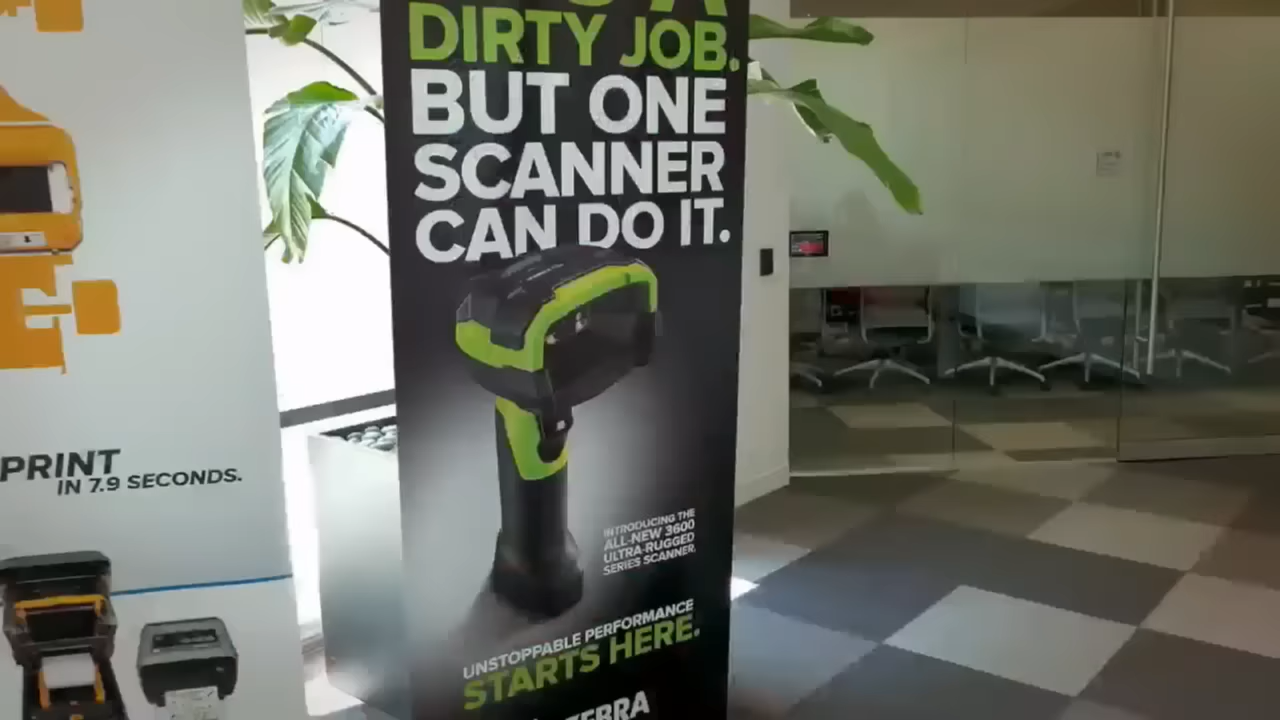 DIRTY JOB.
BUT ONE
SCANNER
CAN DO IT.
PRINT
IN 7.9 SECONDS.
INTRODUCING THE
ALL-NEW 3600
ULTRA-RUGGED
SERIES SCANNER.
UNSTOPPABLE PERFORMANCE
STARTS HERE.
ZEBRA